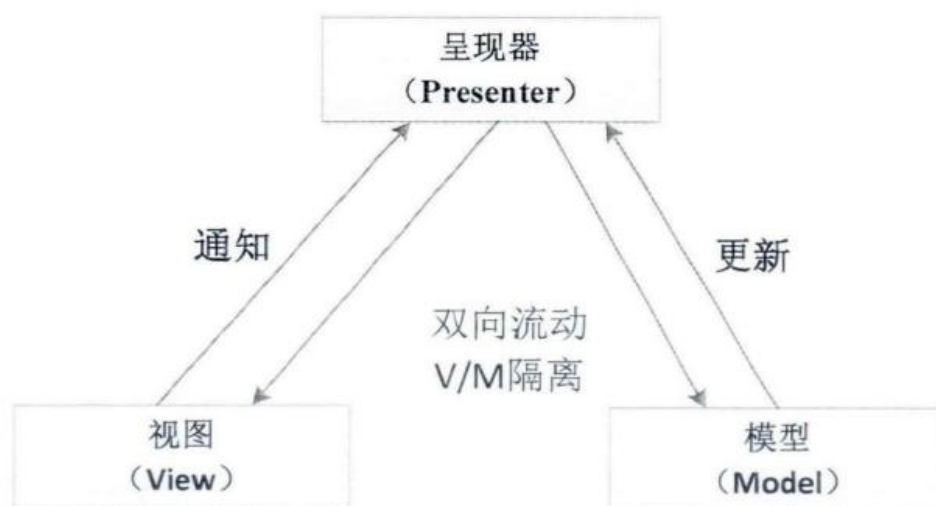 呈现器
（Presenter）
通知
更新
双向流动
V/M隔离
视图
（View）
模型
（Model）